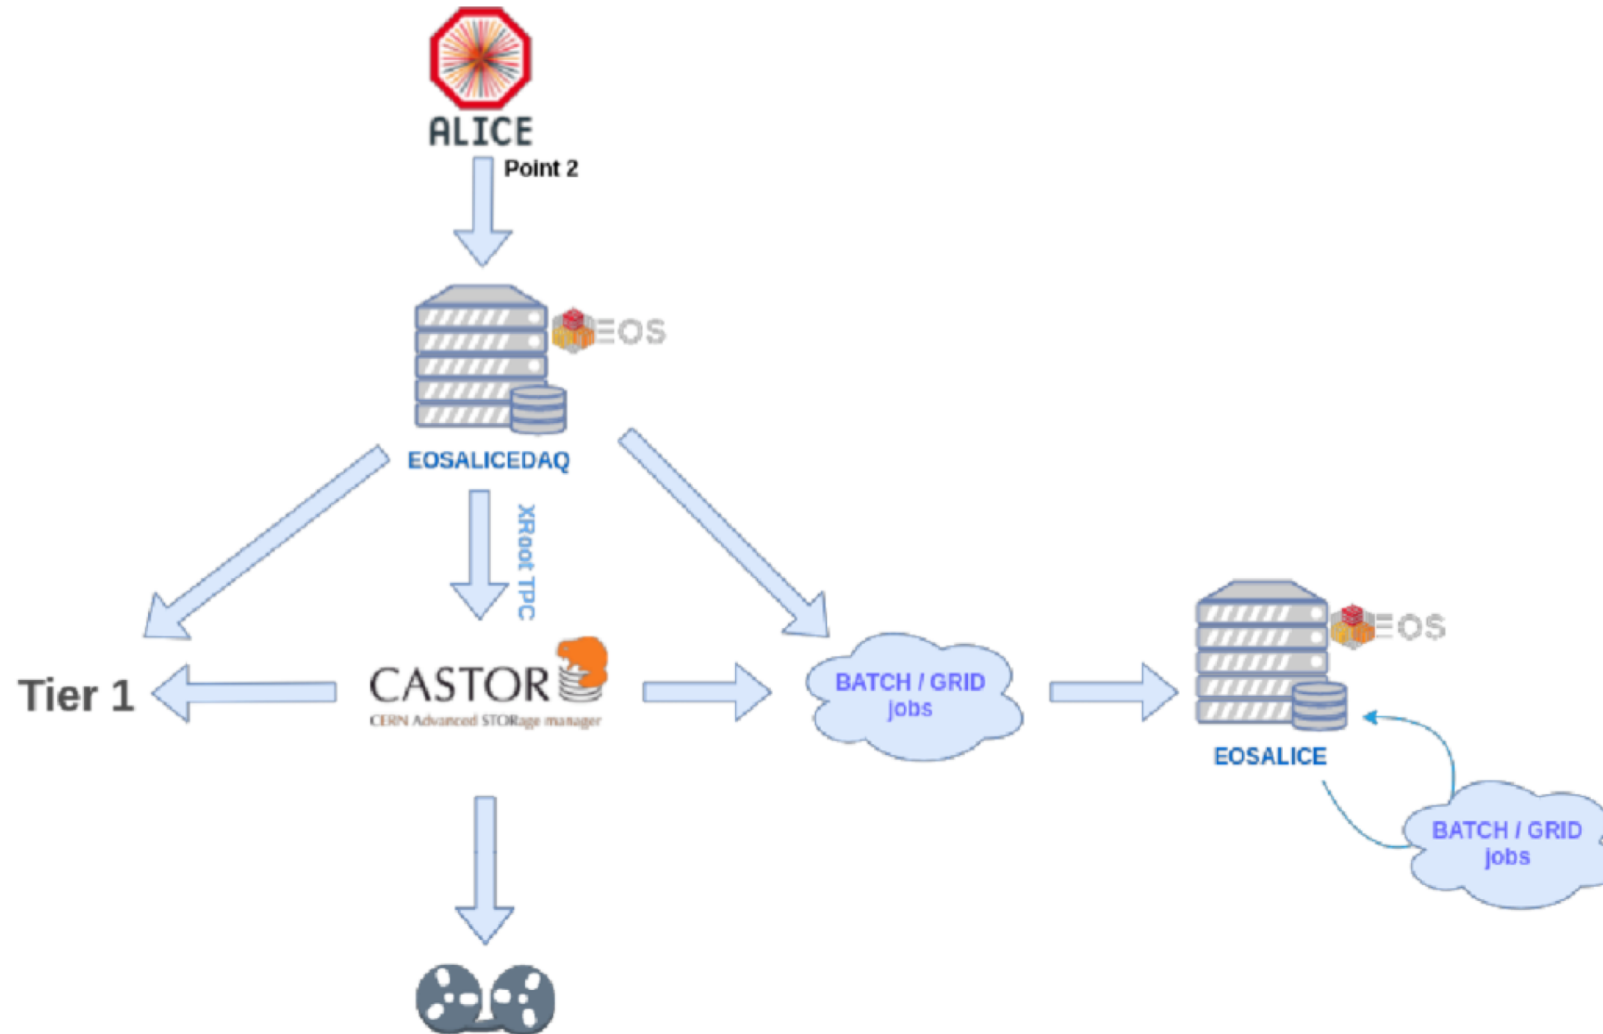 ALICE
Point 2
EOS
EOSALICEDAQ
XRoot TPC
Tier 1
CASTOR
CERN Advanced STORage manager
BATCH / GRID
jobs
EOS
EOSALICE
BATCH / GRID
jobs